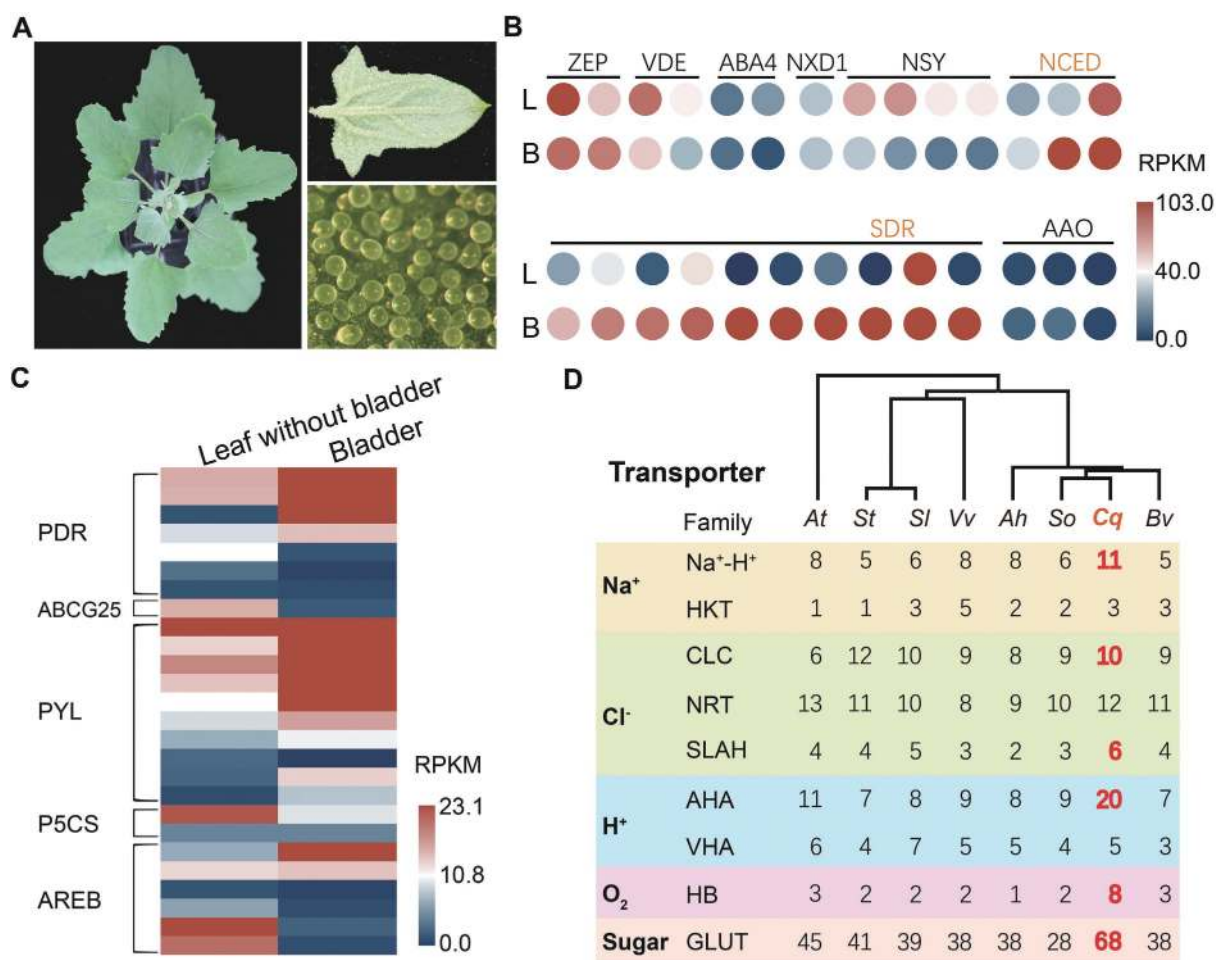 A
B
ZEP VDE ABA4 NXD1 NSY NCED
L
B
RPKM
103.0
40.0
0.0
SDR AAO
L
B
C
Leaf without bladder
Bladder
PDR
ABCG25
PYL
P5CS
AREB
RPKM
23.1
10.8
0.0
D
Transporter
Family At St Sl Vv Ah So Cq Bv
Na⁺
Na⁺-H⁺ 8 5 6 8 8 6 11 5
HKT 1 1 3 5 2 2 3 3
Cl⁻
CLC 6 12 10 9 8 9 10 9
NRT 13 11 10 8 9 10 12 11
SLAH 4 4 5 3 2 3 6 4
H⁺
AHA 11 7 8 9 8 9 20 7
VHA 6 4 7 5 5 4 5 3
O₂ HB 3 2 2 2 1 2 8 3
Sugar GLUT 45 41 39 38 38 28 68 38